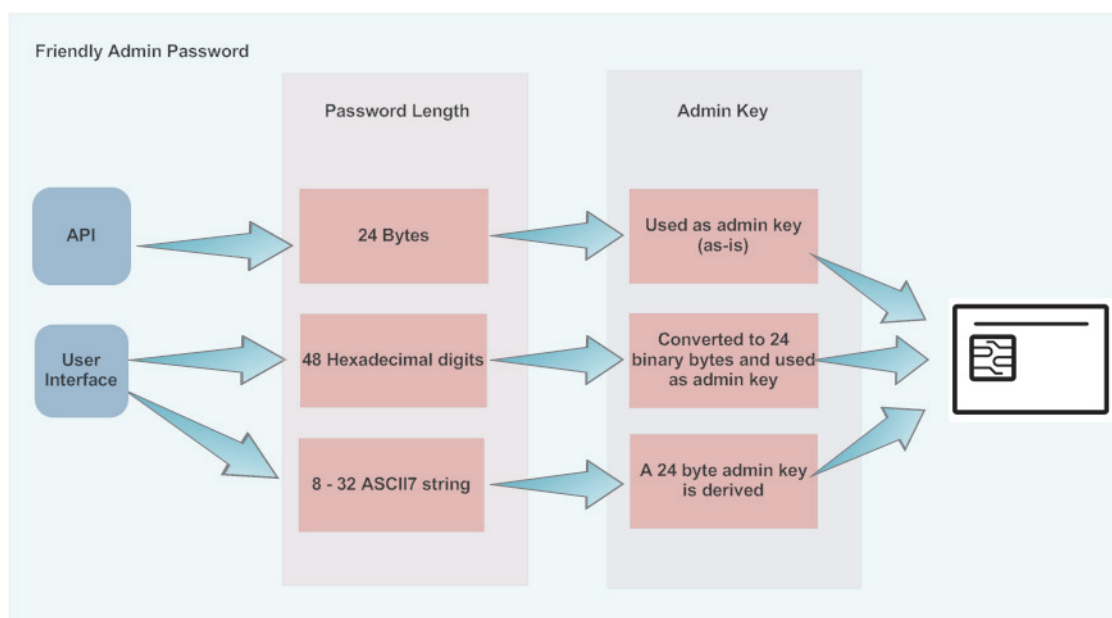 Friendly Admin Password
Password Length
Admin Key
API
24 Bytes
Used as admin key
(as-is)
User
Interface
48 Hexadecimal digits
Converted to 24
binary bytes and used
as admin key
8 - 32 ASCII7 string
A 24 byte admin key
is derived